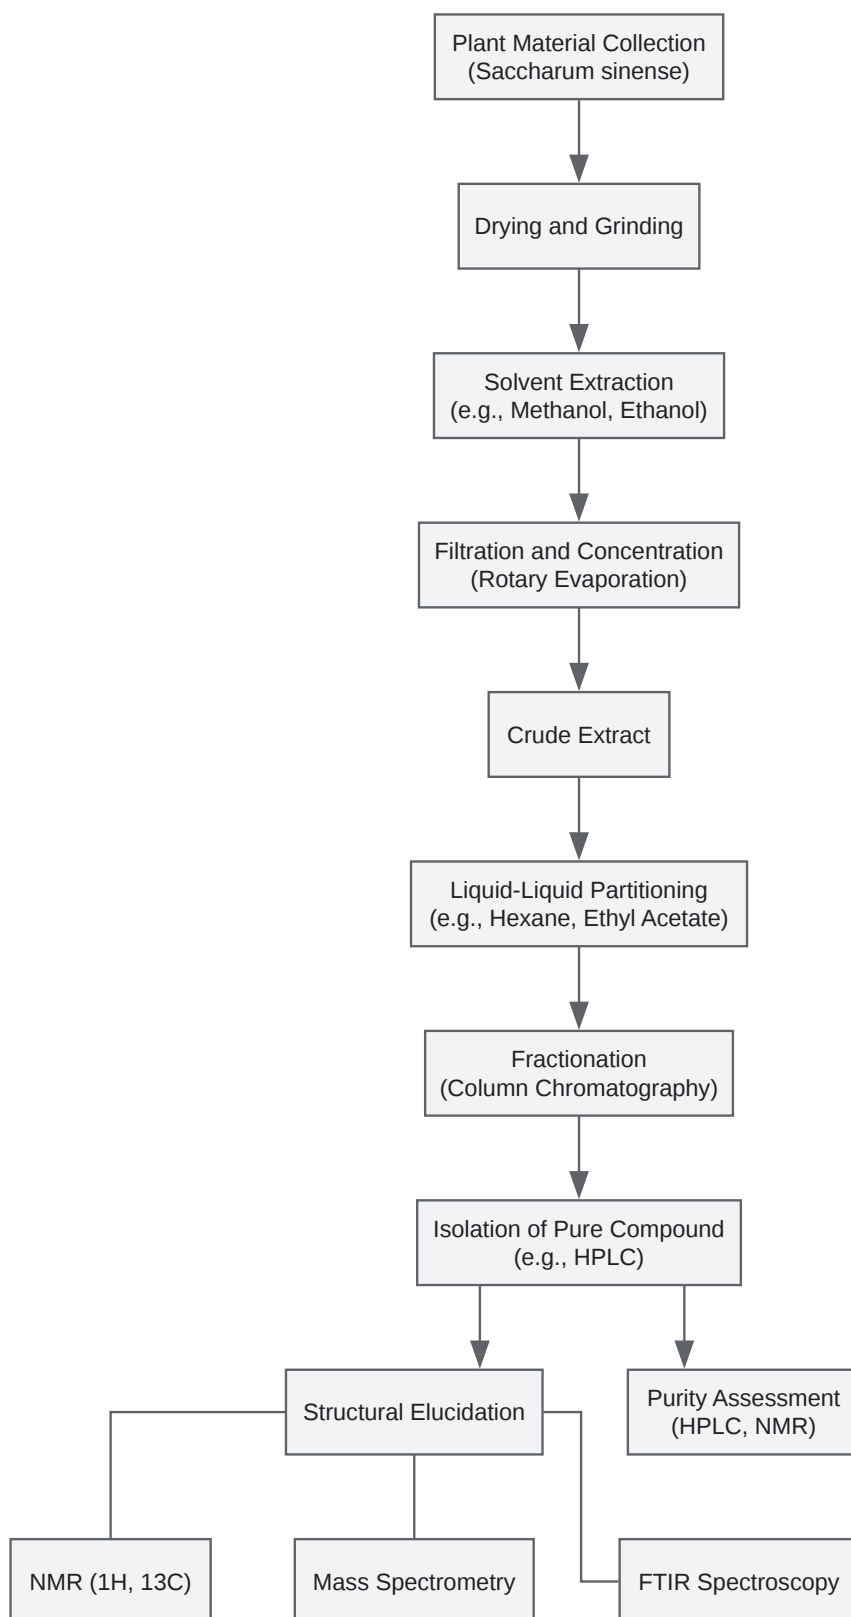 Plant Material Collection
(Saccharum sinense)
Drying and Grinding
Solvent Extraction
(e.g., Methanol, Ethanol)
Filtration and Concentration
(Rotary Evaporation)
Crude Extract
Liquid-Liquid Partitioning
(e.g., Hexane, Ethyl Acetate)
Fractionation
(Column Chromatography)
Isolation of Pure Compound
(e.g., HPLC)
Structural Elucidation
Purity Assessment
(HPLC, NMR)
NMR (1H, 13C)
Mass Spectrometry
FTIR Spectroscopy